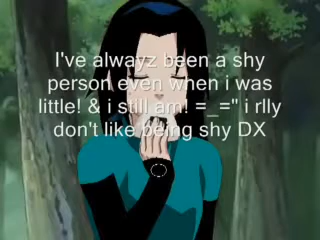 I've alwayz been a shy
person even when i was
little! & i still am! =_=" i rlly
don't like being shy DX